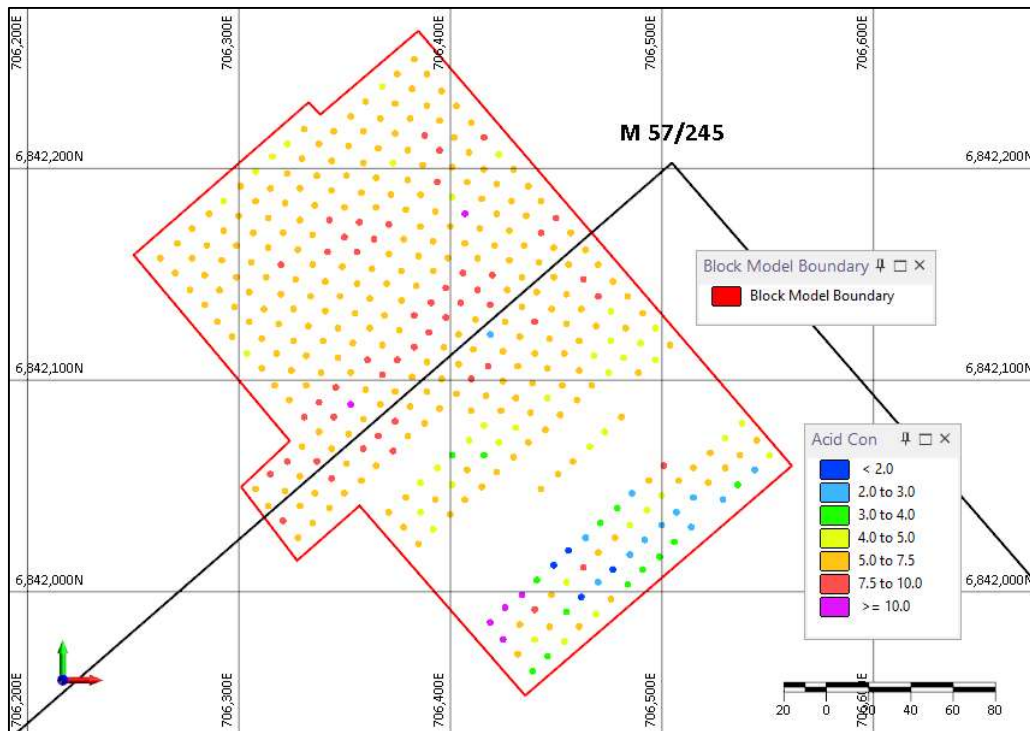 706,200E
706,300E
706,400E
706,500E
706,600E
M 57/245
6,842,200N
6,842,200N
Block Model Boundary
Block Model Boundary
6,842,100N
6,842,100N
Acid Con
< 2.0
2.0 to 3.0
3.0 to 4.0
4.0 to 5.0
5.0 to 7.5
7.5 to 10.0
>= 10.0
6,842,000N
6,842,000N
706,200E
706,300E
706,400E
706,500E
706,600E
20 0 20 40 60 80